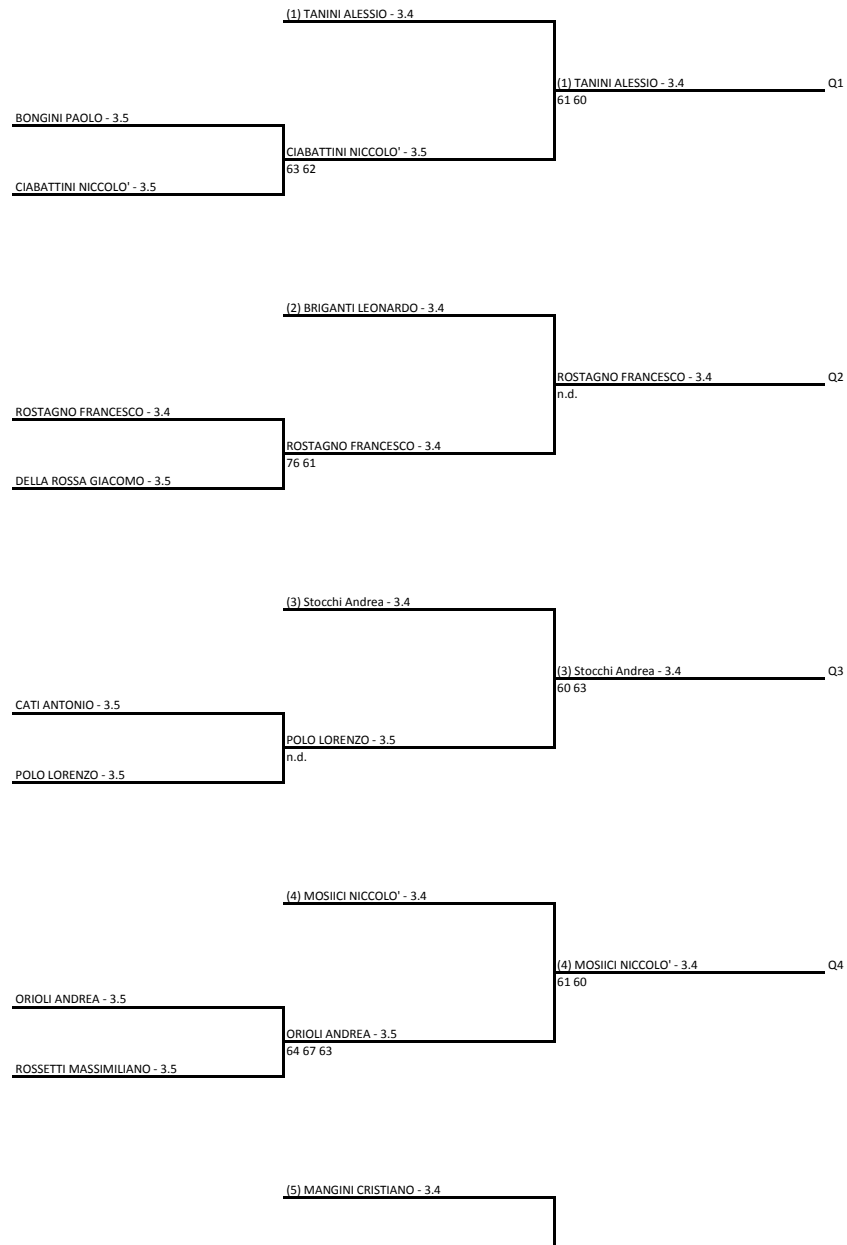 (1) TANINI ALESSIO - 3.4
(1) TANINI ALESSIO - 3.4 Q1
61 60
BONGINI PAOLO - 3.5
CIABATTINI NICCOLO' - 3.5
63 62
CIABATTINI NICCOLO' - 3.5
(2) BRIGANTI LEONARDO - 3.4
ROSTAGNO FRANCESCO - 3.4 Q2
n.d.
ROSTAGNO FRANCESCO - 3.4
ROSTAGNO FRANCESCO - 3.4
76 61
DELLA ROSSA GIACOMO - 3.5
(3) Stocchi Andrea - 3.4
(3) Stocchi Andrea - 3.4 Q3
60 63
CATI ANTONIO - 3.5
POLO LORENZO - 3.5
n.d.
POLO LORENZO - 3.5
(4) MOSIICI NICCOLO' - 3.4
(4) MOSIICI NICCOLO' - 3.4 Q4
61 60
ORIOLI ANDREA - 3.5
ORIOLI ANDREA - 3.5
64 67 63
ROSSETTI MASSIMILIANO - 3.5
(5) MANGINI CRISTIANO - 3.4